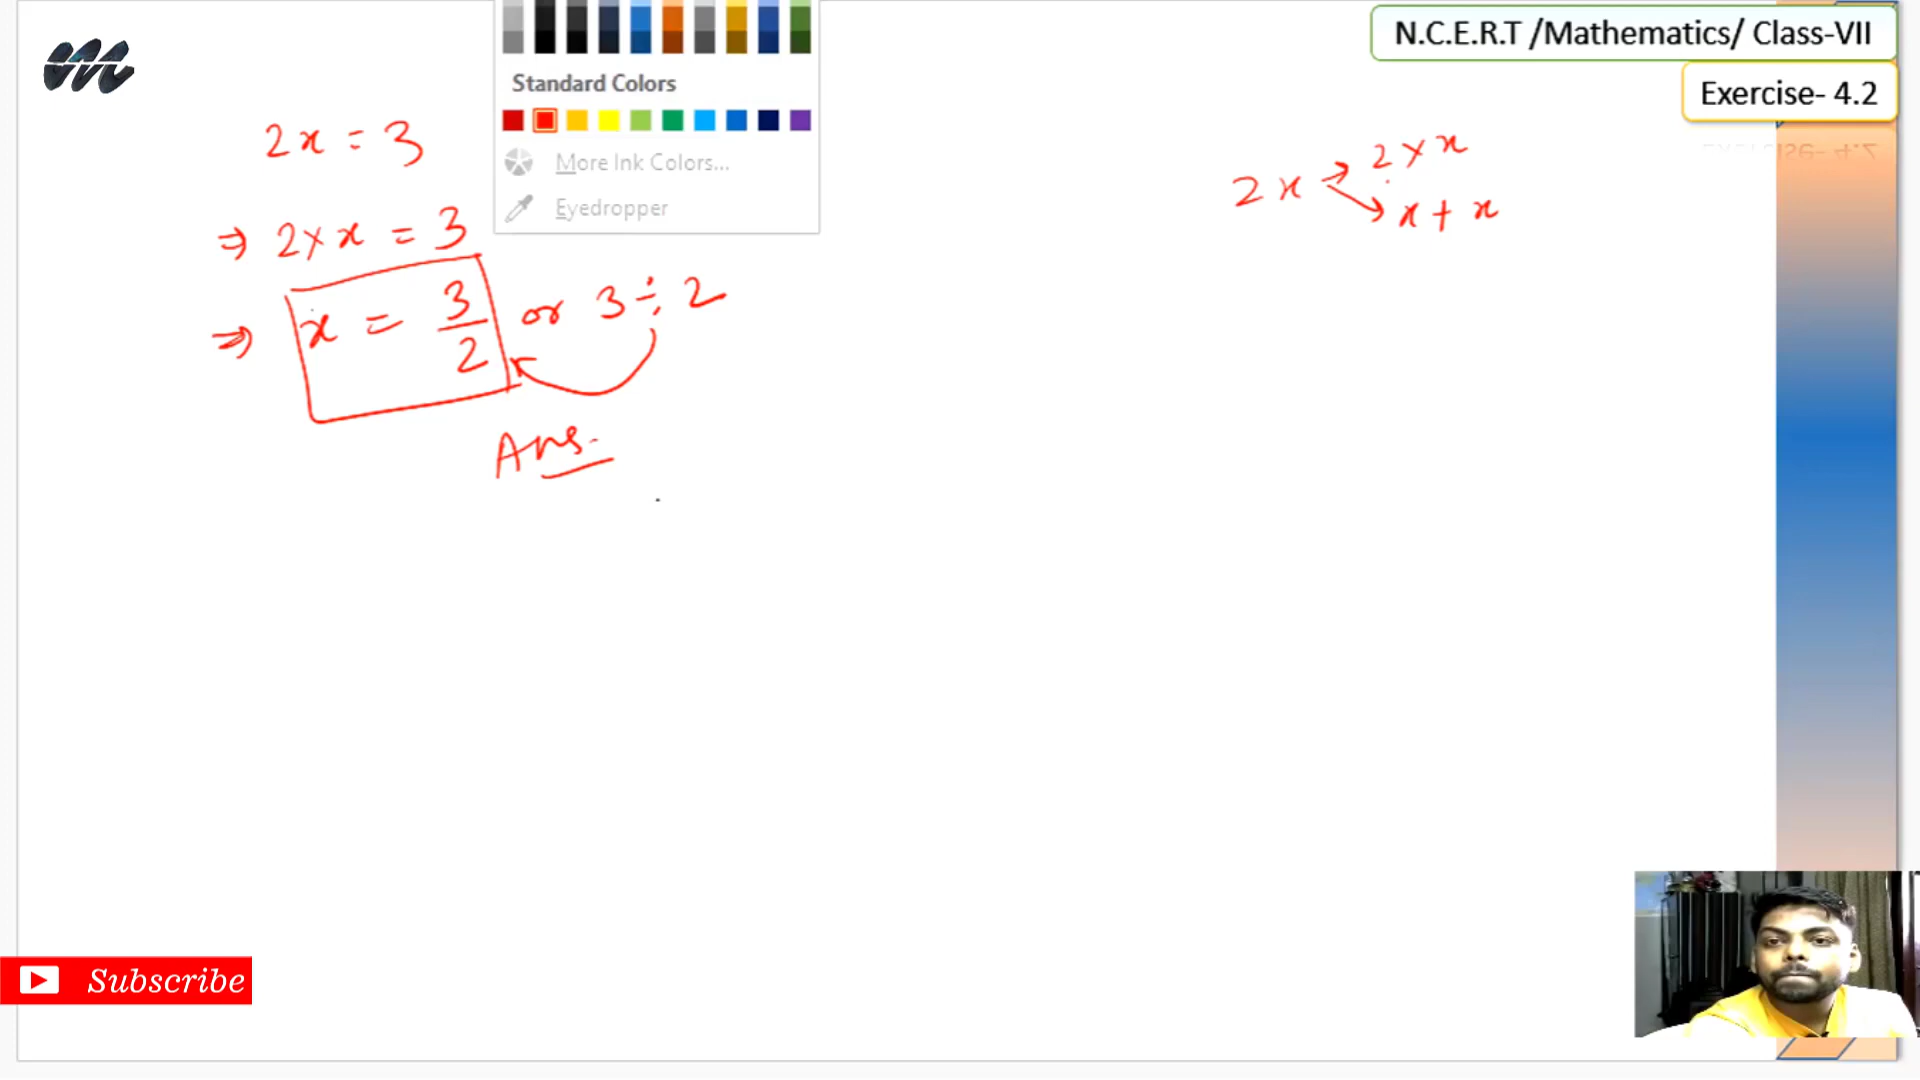 N.C.E.R.T /Mathematics/ Class-VII
Exercise- 4.2
Standard Colors
More Ink Colors...
Eyedropper
2x = 3
⇒ 2×x = 3
⇒ x = 3/2 or 3 ÷ 2
Ans.
2x → 2×x
→ x + x
Subscribe